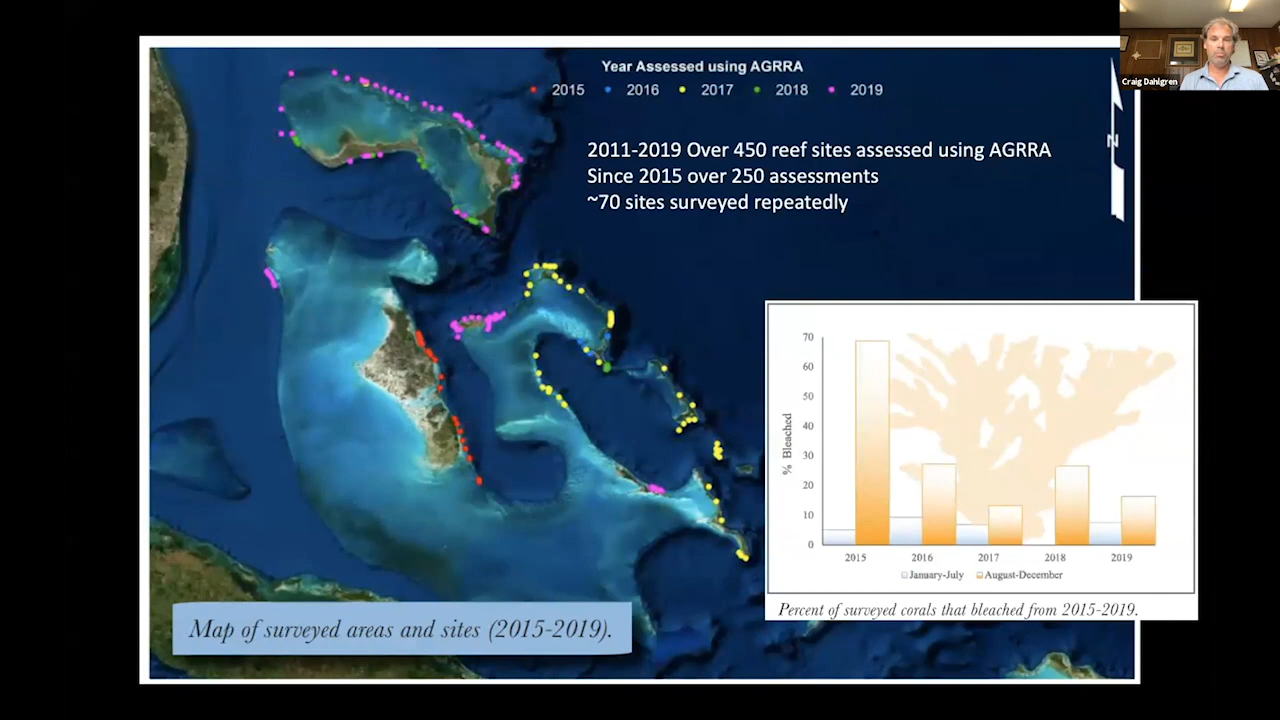 Craig Dahlgren
Year Assessed using AGRRA
2015 2016 2017 2018 2019
N
2011-2019 Over 450 reef sites assessed using AGRRA
Since 2015 over 250 assessments
~70 sites surveyed repeatedly
70
60
50
40
30
20
10
0
% Bleached
2015 2016 2017 2018 2019
January-July August-December
Percent of surveyed corals that bleached from 2015-2019.
Map of surveyed areas and sites (2015-2019).